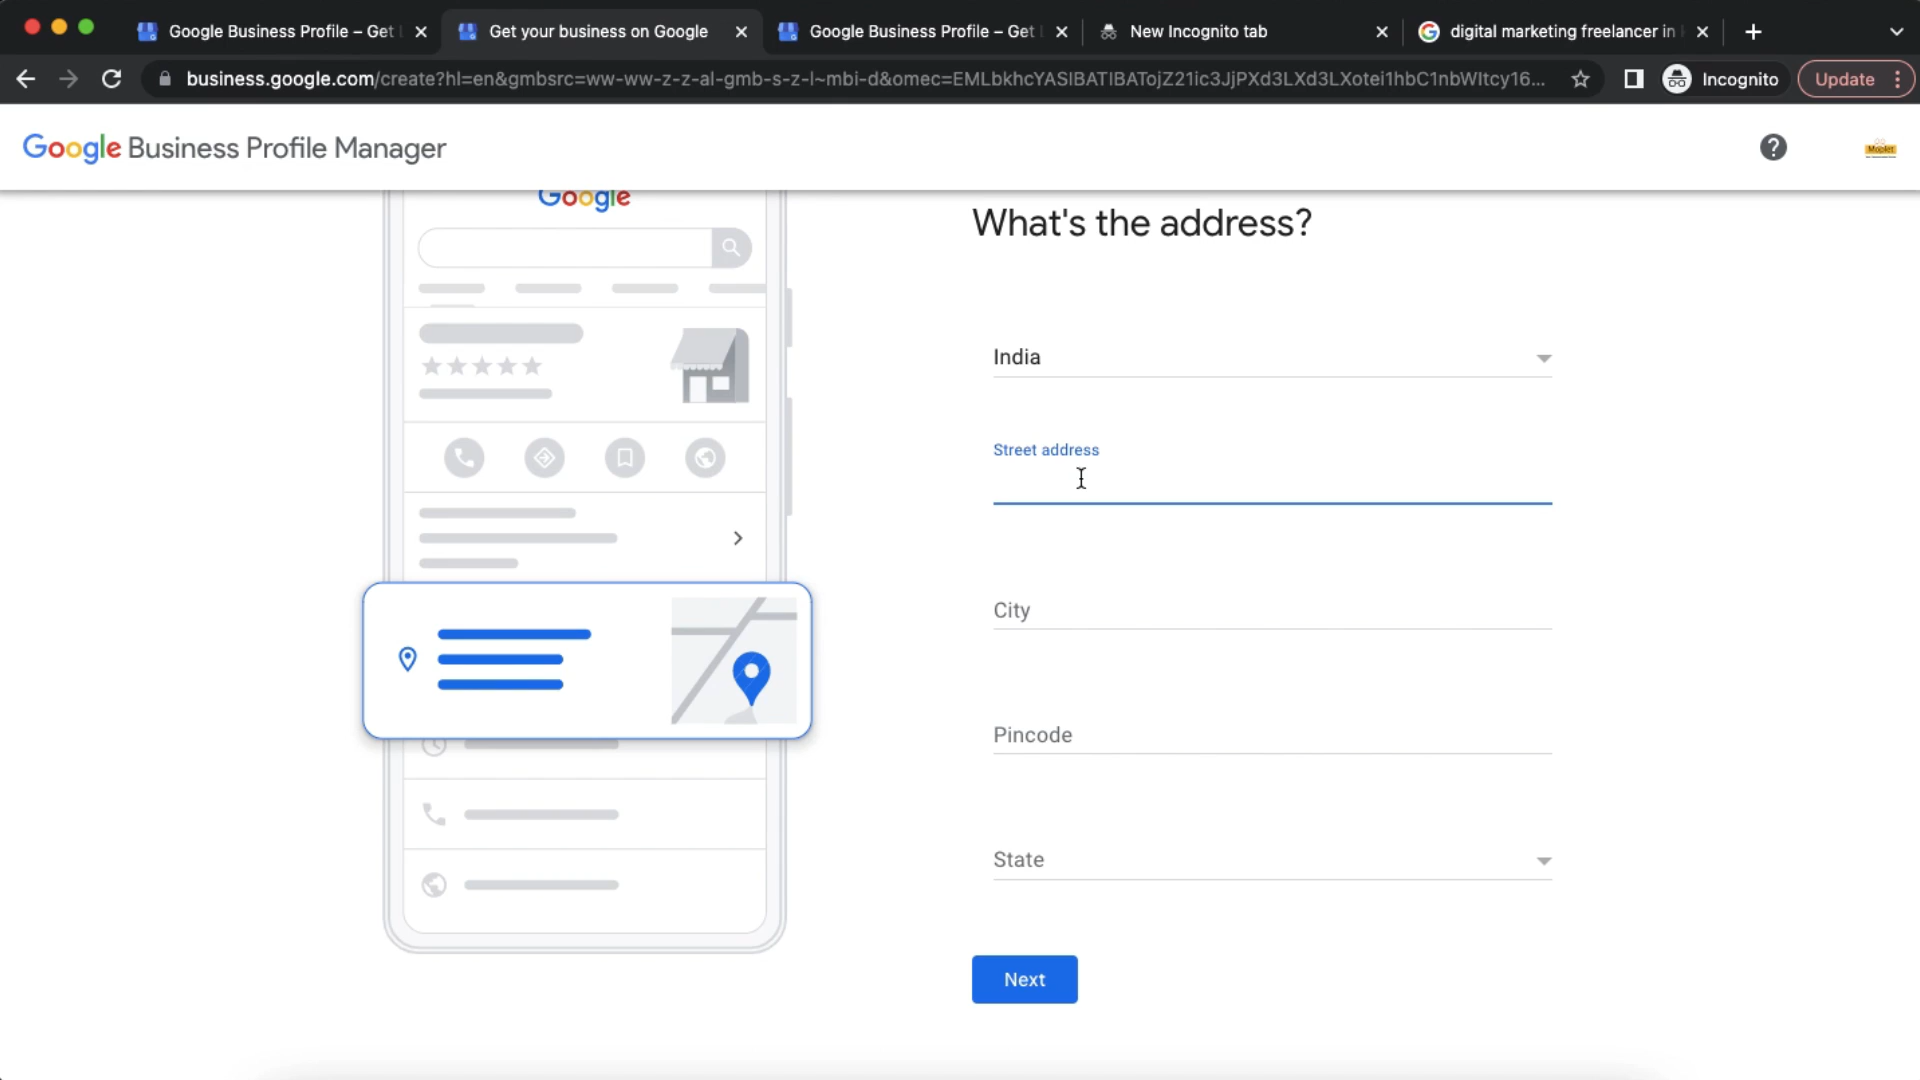 Google Business Profile – Get
Get your business on Google
Google Business Profile – Get
New Incognito tab
digital marketing freelancer in
business.google.com/create?hl=en&gmbsrc=ww-ww-z-z-al-gmb-s-z-l~mbi-d&omec=EMLbkhcYASIBATIBATojZ21ic3JjPXd3LXd3LXotei1hbC1nbWItcy16...
Incognito
Update
Google Business Profile Manager
Moplet
Google
What's the address?
India
Street address
City
Pincode
State
Next